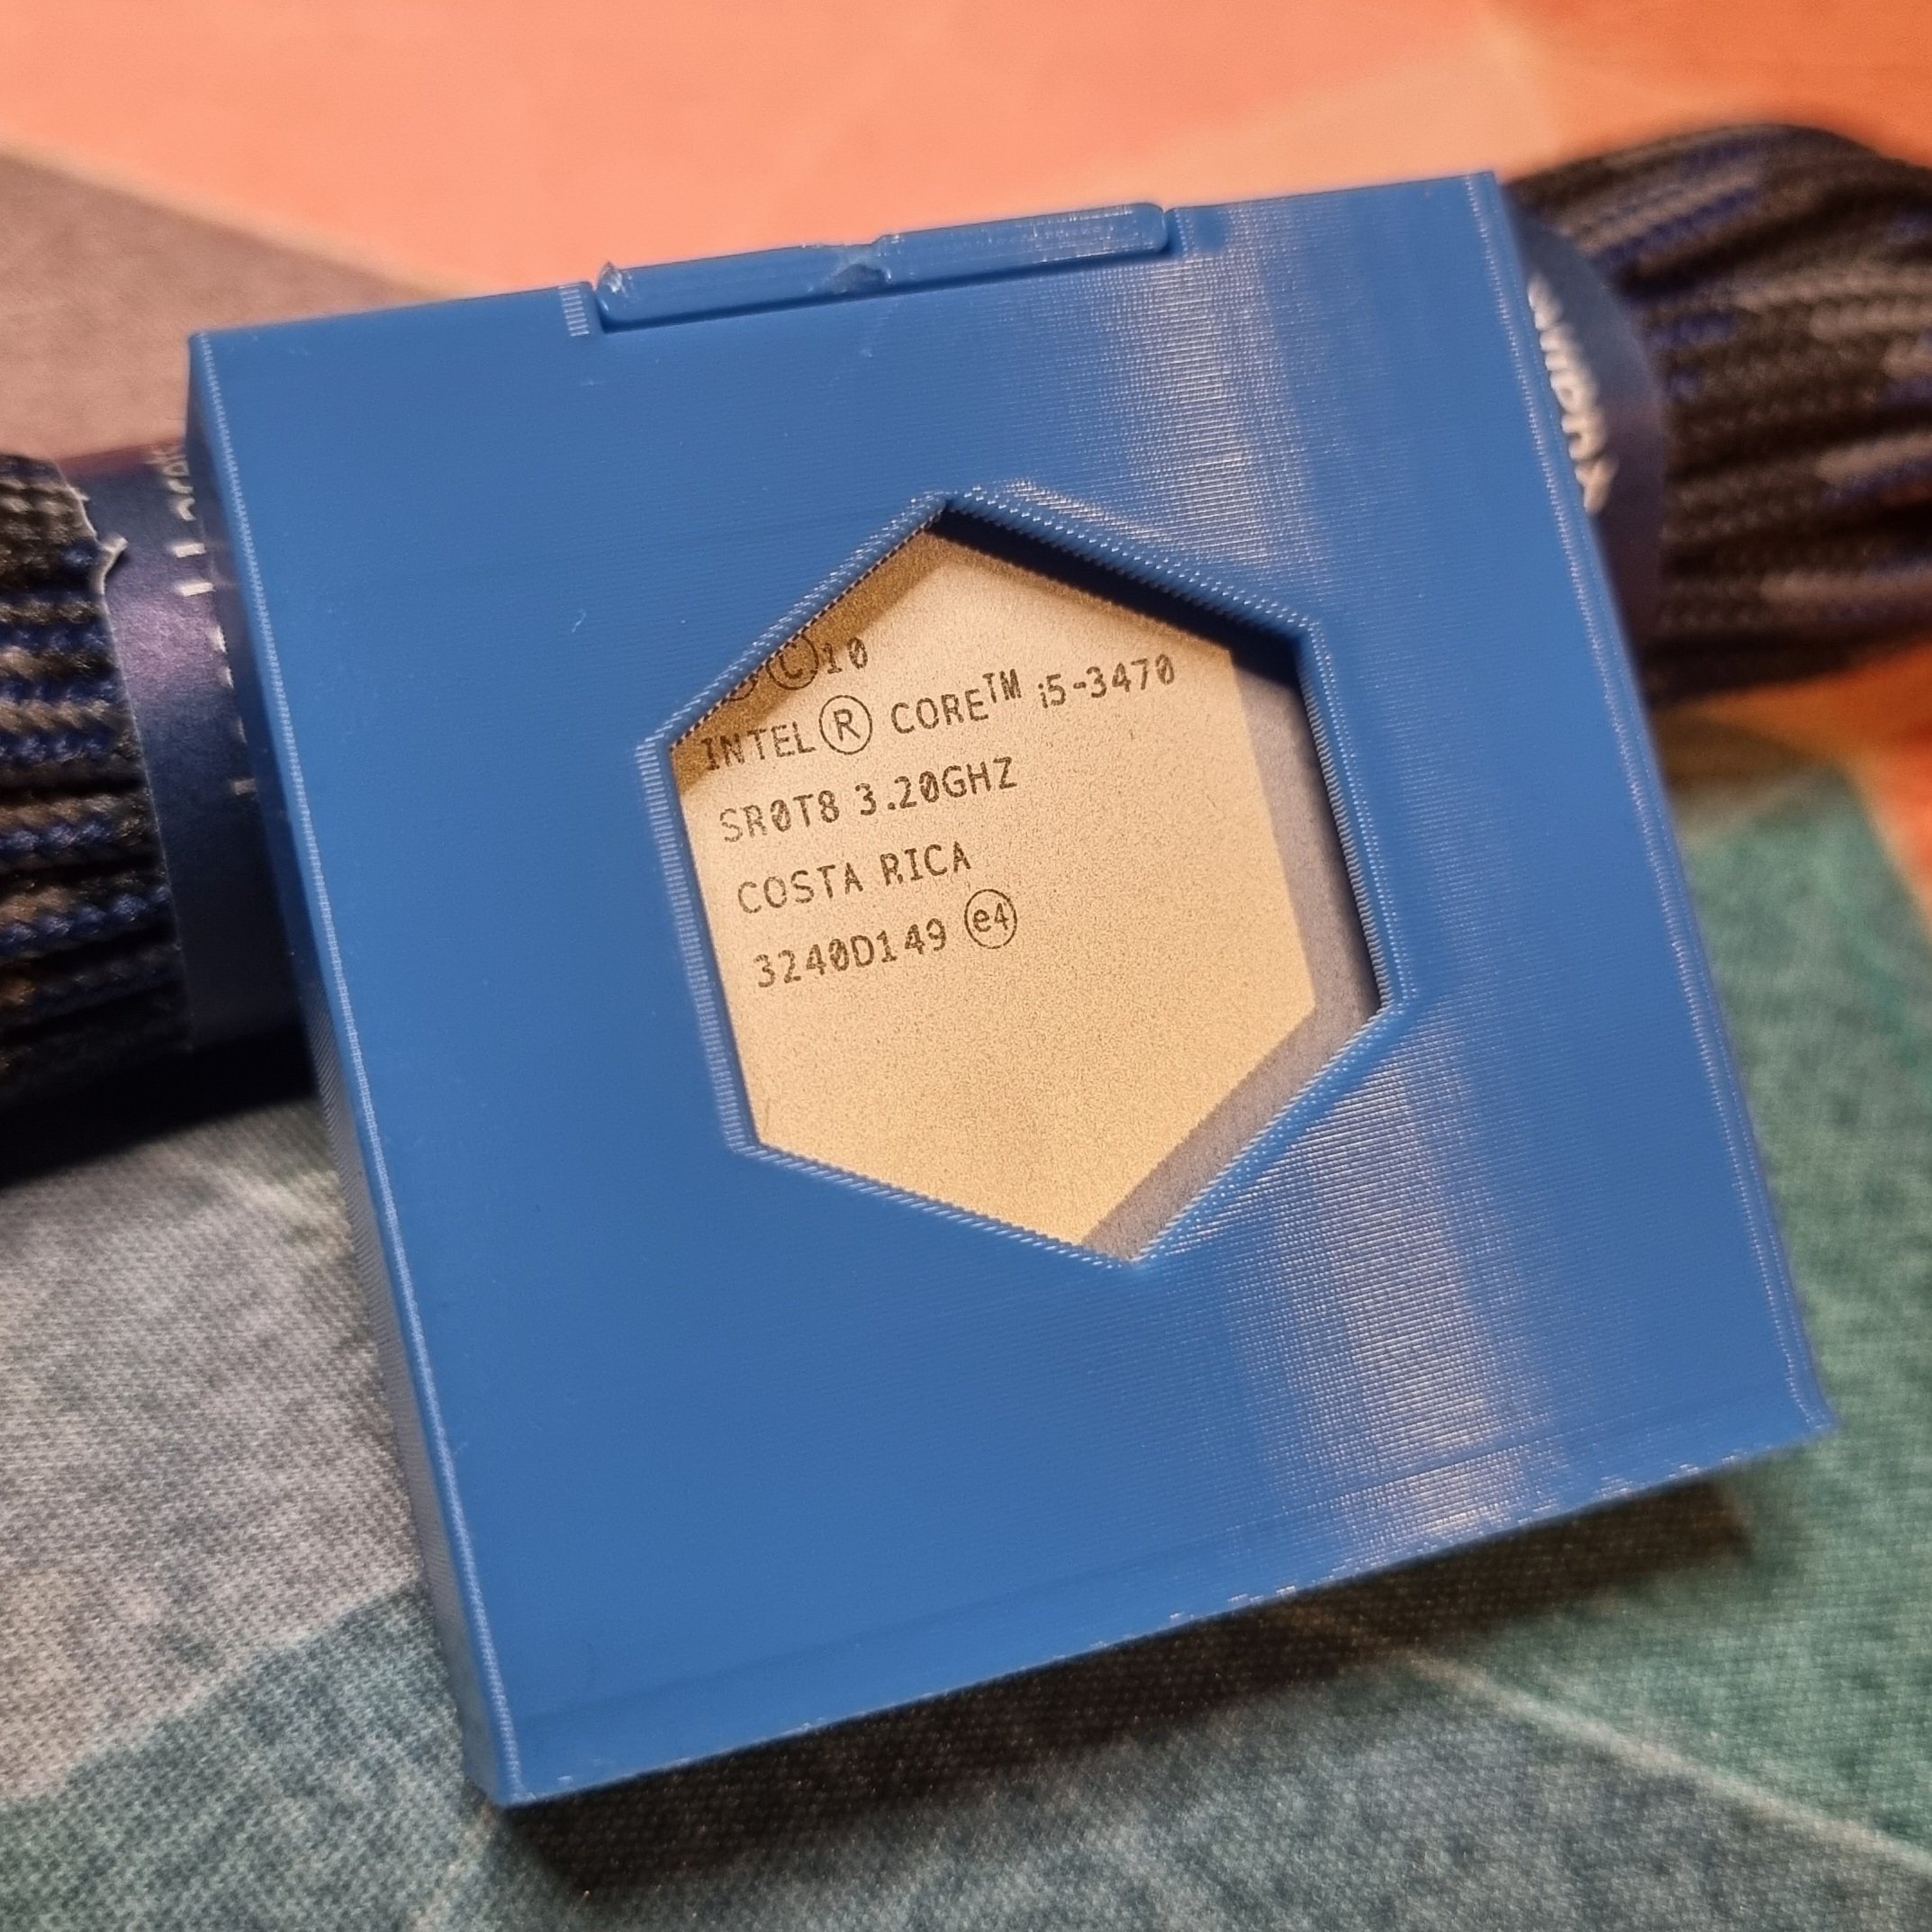 ©10
INTEL® CORE™ i5-3470
SR0T8 3.20GHZ
COSTA RICA
3240D149 e4